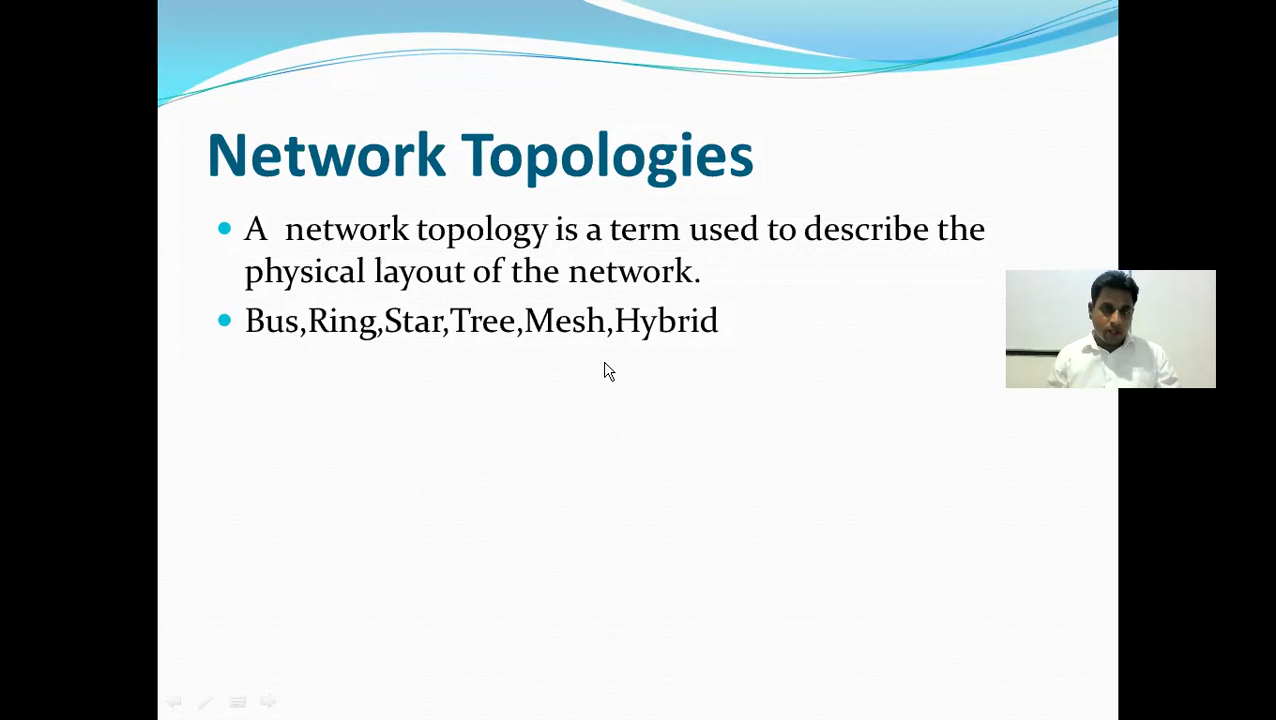 Network Topologies
A  network topology is a term used to describe the
physical layout of the network.
Bus,Ring,Star,Tree,Mesh,Hybrid